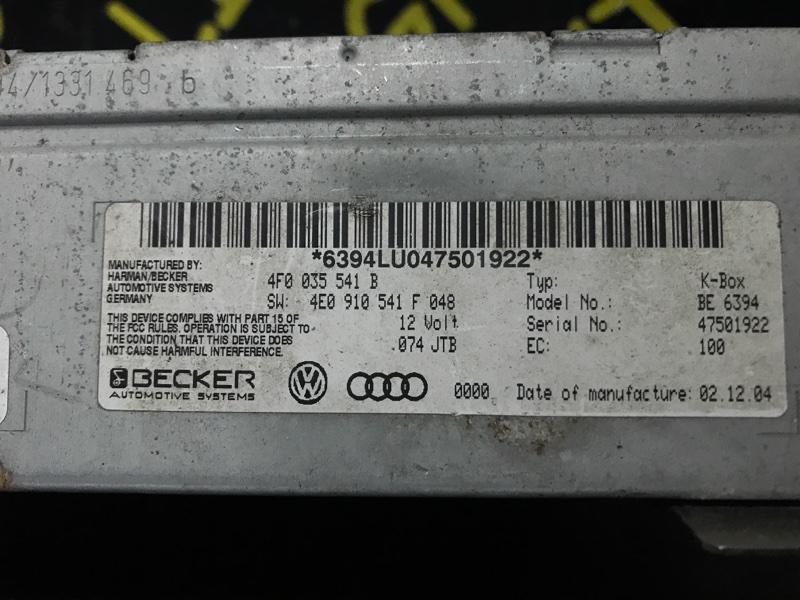 4/1331469 b
*6394LU047501922*
MANUFACTURED BY:
HARMAN/BECKER
AUTOMOTIVE SYSTEMS
GERMANY
THIS DEVICE COMPLIES WITH PART 15 OF
THE FCC RULES. OPERATION IS SUBJECT TO
THE CONDITION THAT THIS DEVICE DOES
NOT CAUSE HARMFUL INTERFERENCE.
4F0 035 541 B
SW: 4E0 910 541 F 048
12 Volt
.074 JTB
Typ: K-Box
Model No.: BE 6394
Serial No.: 47501922
EC: 100
BECKER
AUTOMOTIVE SYSTEMS
VW
0000 Date of manufacture: 02.12.04